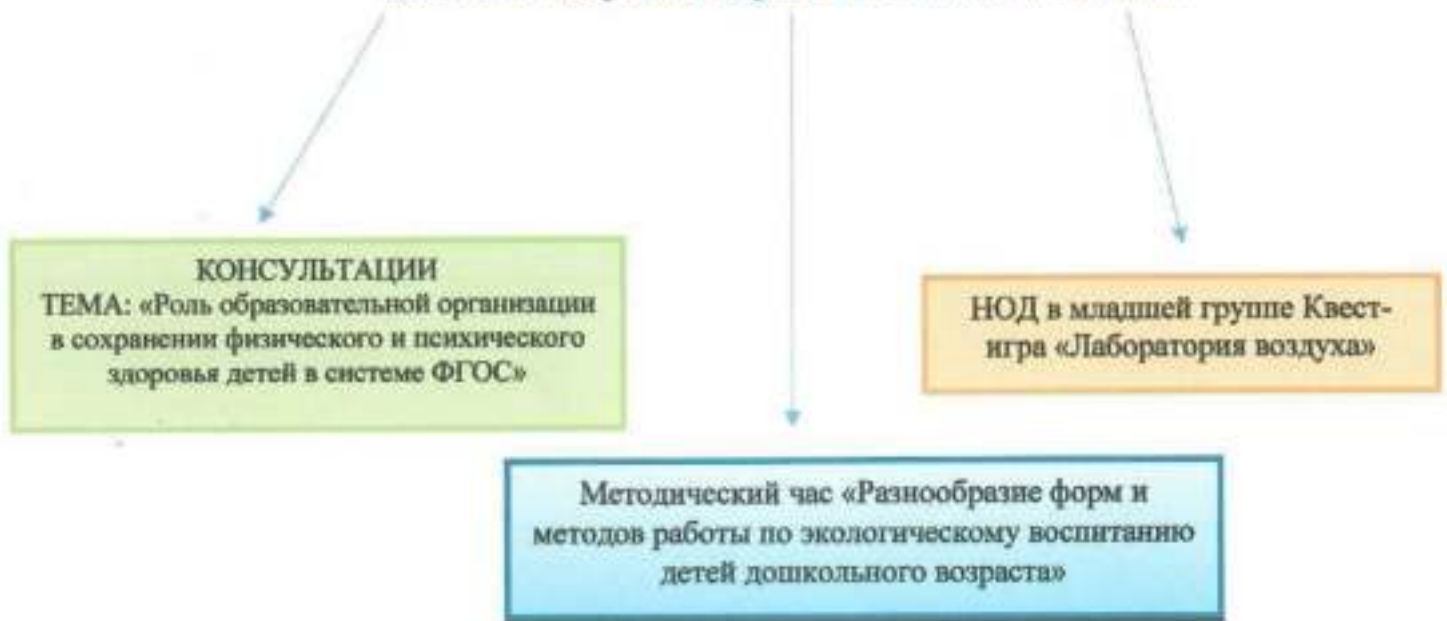 КОНСУЛЬТАЦИИ
ТЕМА: «Роль образовательной организации
в сохранении физического и психического
здоровья детей в системе ФГОС»
НОД в младшей группе Квест-
игра «Лаборатория воздуха»
Методический час «Разнообразие форм и
методов работы по экологическому воспитанию
детей дошкольного возраста»